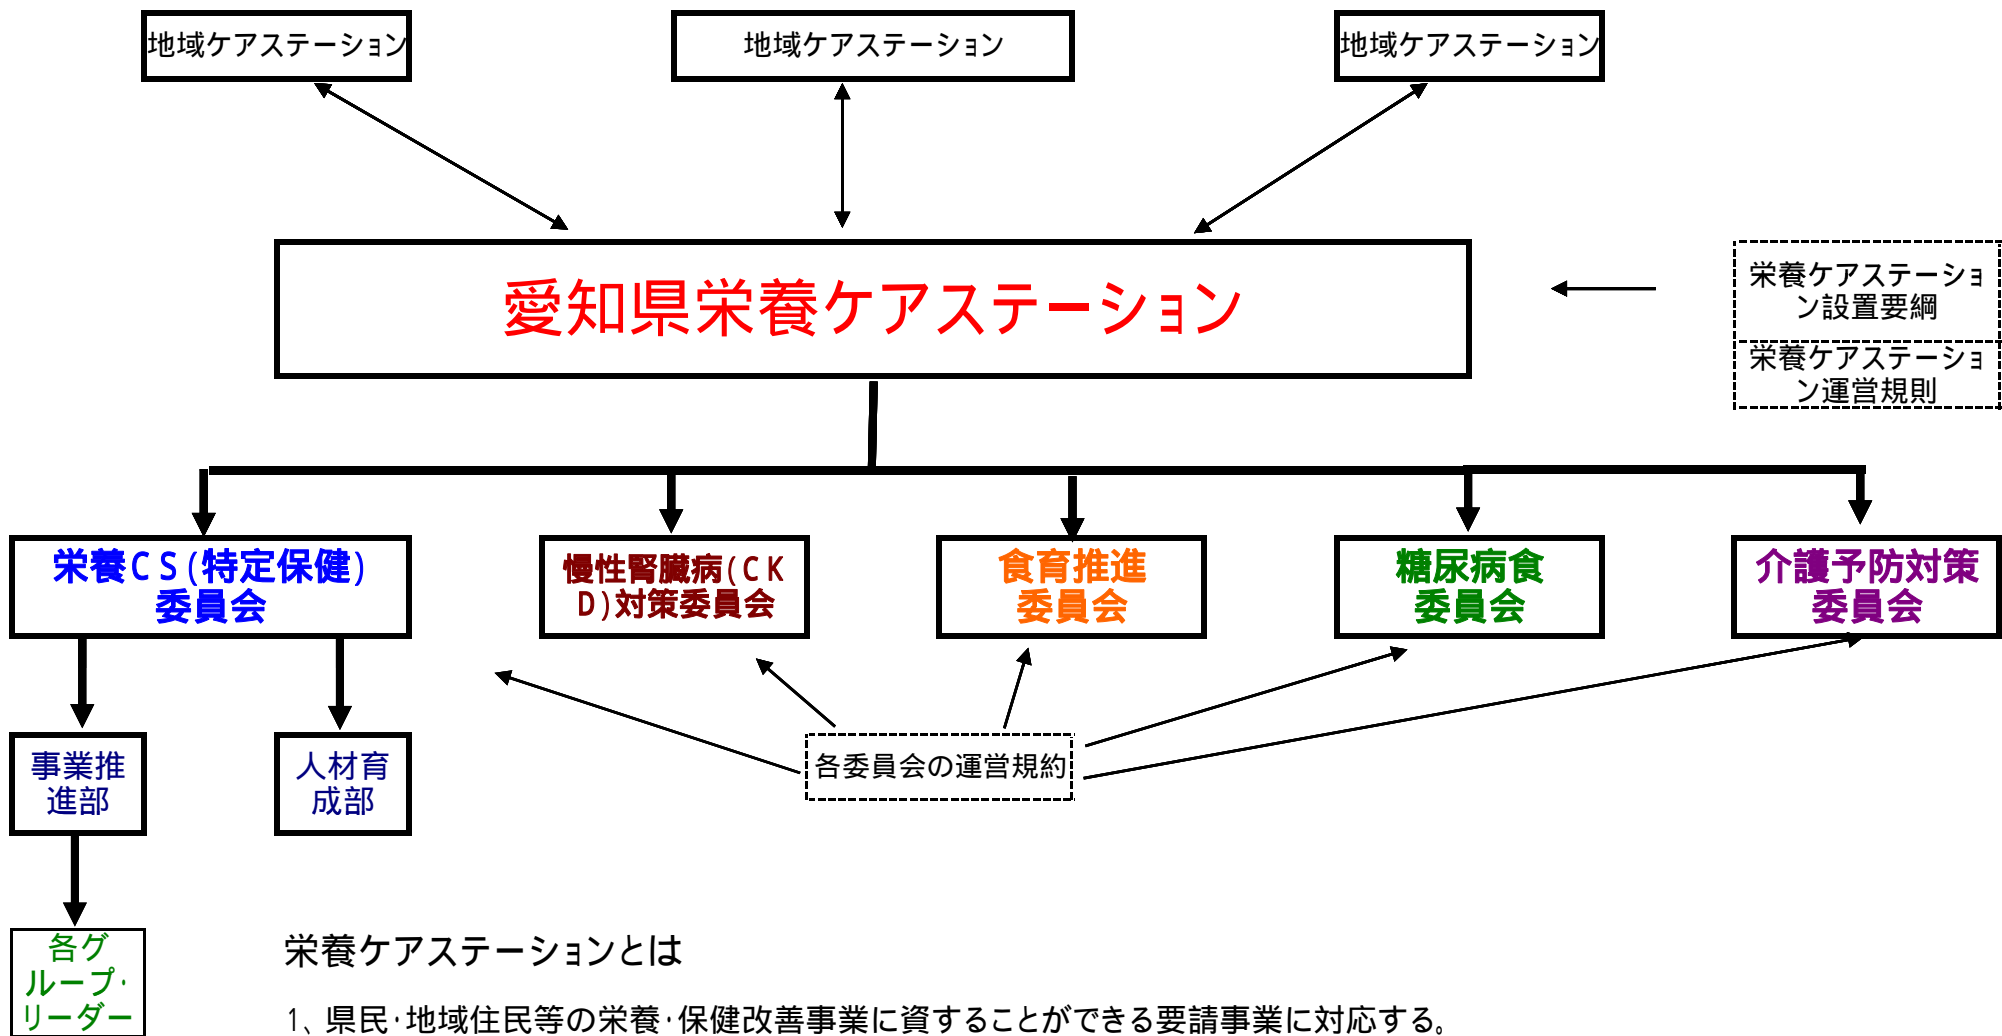 地域ケアステーション
地域ケアステーション
地域ケアステーション
愛知県栄養ケアステーション
栄養ケアステーショ
ン設置要綱
栄養ケアステーショ
ン運営規則
栄養CS(特定保健)
委員会
慢性腎臓病(CK
D)対策委員会
食育推進
委員会
糖尿病食
委員会
介護予防対策
委員会
事業推
進部
人材育
成部
各委員会の運営規約
各グ
ループ・
リーダー
栄養ケアステーションとは
1、県民・地域住民等の栄養・保健改善事業に資することができる要請事業に対応する。